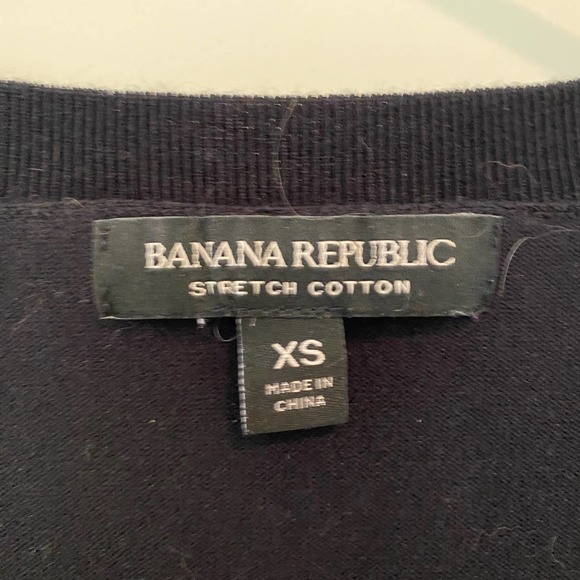 BANANA REPUBLIC
STRETCH COTTON
XS
MADE IN
CHINA